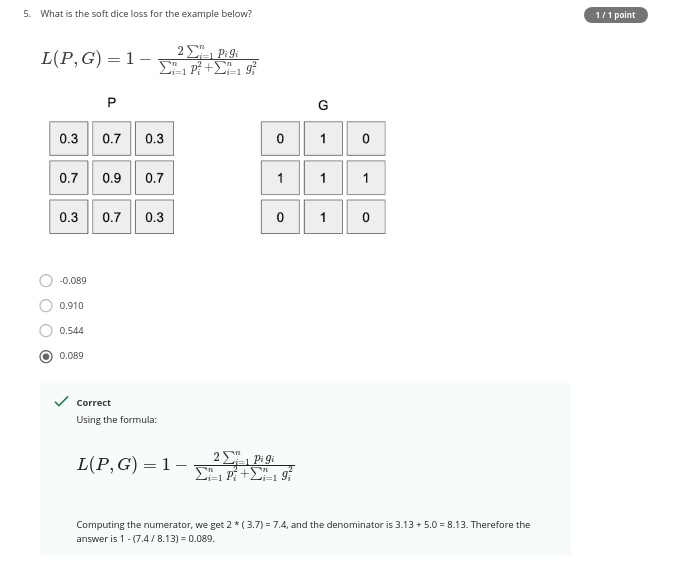 5. What is the soft dice loss for the example below?
1 / 1 point
L(P, G) = 1 − \frac{2 \sum_{i=1}^{n} p_i g_i}{\sum_{i=1}^{n} p_i^2 + \sum_{i=1}^{n} g_i^2}
P G
0.3 0.7 0.3 0 1 0
0.7 0.9 0.7 1 1 1
0.3 0.7 0.3 0 1 0
-0.089
0.910
0.544
0.089
Correct
Using the formula:
L(P, G) = 1 − \frac{2 \sum_{i=1}^{n} p_i g_i}{\sum_{i=1}^{n} p_i^2 + \sum_{i=1}^{n} g_i^2}
Computing the numerator, we get 2 * ( 3.7) = 7.4, and the denominator is 3.13 + 5.0 = 8.13. Therefore the
answer is 1 - (7.4 / 8.13) = 0.089.